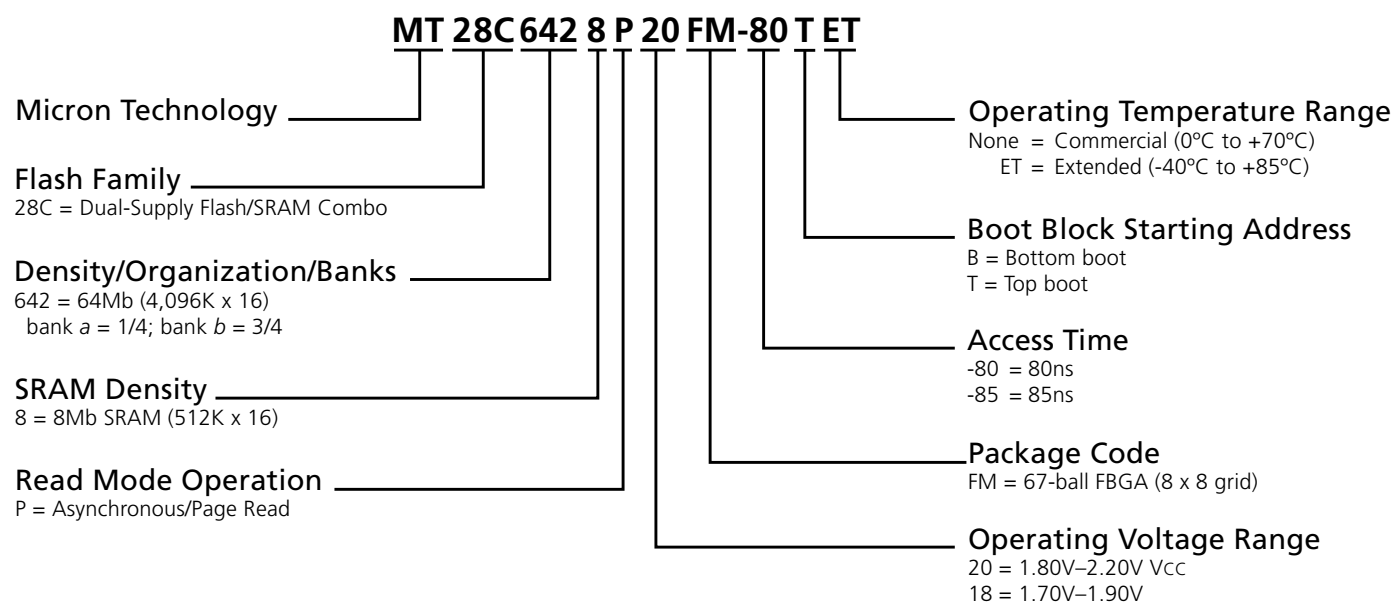 MT 28C 642 8 P 20 FM-80 T ET
Micron Technology
Flash Family
28C = Dual-Supply Flash/SRAM Combo
Density/Organization/Banks
642 = 64Mb (4,096K x 16)
bank a = 1/4; bank b = 3/4
SRAM Density
8 = 8Mb SRAM (512K x 16)
Read Mode Operation
P = Asynchronous/Page Read
Operating Temperature Range
None = Commercial (0ºC to +70ºC)
ET = Extended (-40ºC to +85ºC)
Boot Block Starting Address
B = Bottom boot
T = Top boot
Access Time
-80 = 80ns
-85 = 85ns
Package Code
FM = 67-ball FBGA (8 x 8 grid)
Operating Voltage Range
20 = 1.80V–2.20V VCC
18 = 1.70V–1.90V